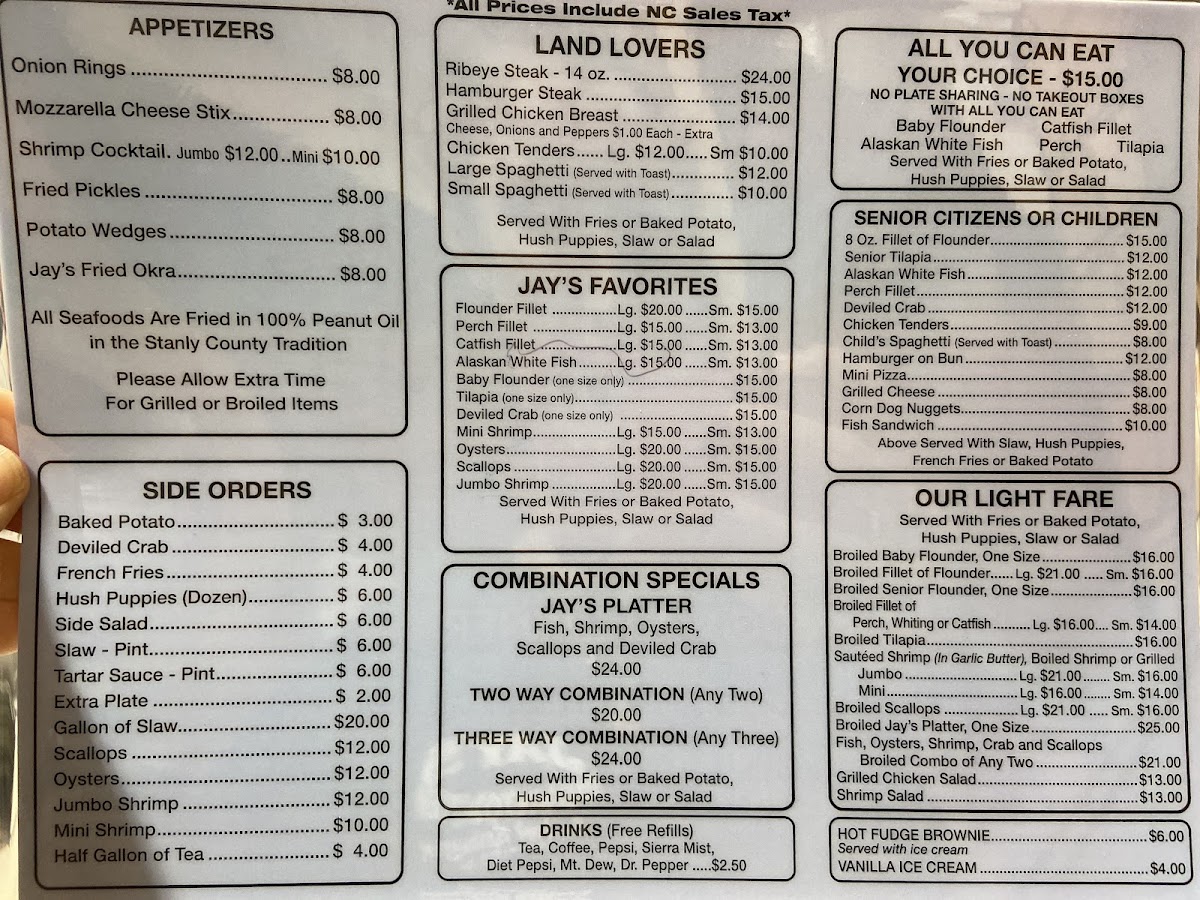 *All Prices Include NC Sales Tax*
APPETIZERS
Onion Rings ............................ $8.00
Mozzarella Cheese Stix.............. $8.00
Shrimp Cocktail. Jumbo $12.00..Mini $10.00
Fried Pickles ........................... $8.00
Potato Wedges........................ $8.00
Jay's Fried Okra....................... $8.00
All Seafoods Are Fried in 100% Peanut Oil
in the Stanly County Tradition
Please Allow Extra Time
For Grilled or Broiled Items
SIDE ORDERS
Baked Potato............................ $ 3.00
Deviled Crab ............................ $ 4.00
French Fries............................. $ 4.00
Hush Puppies (Dozen)............... $ 6.00
Side Salad................................ $ 6.00
Slaw - Pint................................ $ 6.00
Tartar Sauce - Pint.................... $ 6.00
Extra Plate ............................... $ 2.00
Gallon of Slaw........................... $20.00
Scallops ................................... $12.00
Oysters..................................... $12.00
Jumbo Shrimp .......................... $12.00
Mini Shrimp............................... $10.00
Half Gallon of Tea ..................... $ 4.00
LAND LOVERS
Ribeye Steak - 14 oz. ......................... $24.00
Hamburger Steak ............................... $15.00
Grilled Chicken Breast ....................... $14.00
Cheese, Onions and Peppers $1.00 Each - Extra
Chicken Tenders...... Lg. $12.00..... Sm $10.00
Large Spaghetti (Served with Toast)............. $12.00
Small Spaghetti (Served with Toast)............. $10.00
Served With Fries or Baked Potato,
Hush Puppies, Slaw or Salad
JAY'S FAVORITES
Flounder Fillet ...............Lg. $20.00 ......Sm. $15.00
Perch Fillet ...................Lg. $15.00 ......Sm. $13.00
Catfish Fillet..................Lg. $15.00 ......Sm. $13.00
Alaskan White Fish.........Lg. $15.00 ......Sm. $13.00
Baby Flounder (one size only) ......................... $15.00
Tilapia (one size only)..................................... $15.00
Deviled Crab (one size only) .......................... $15.00
Mini Shrimp...................Lg. $15.00 ......Sm. $13.00
Oysters.........................Lg. $20.00 ......Sm. $15.00
Scallops .......................Lg. $20.00 ......Sm. $15.00
Jumbo Shrimp ...............Lg. $20.00 ......Sm. $15.00
Served With Fries or Baked Potato,
Hush Puppies, Slaw or Salad
COMBINATION SPECIALS
JAY'S PLATTER
Fish, Shrimp, Oysters,
Scallops and Deviled Crab
$24.00
TWO WAY COMBINATION (Any Two)
$20.00
THREE WAY COMBINATION (Any Three)
$24.00
Served With Fries or Baked Potato,
Hush Puppies, Slaw or Salad
DRINKS (Free Refills)
Tea, Coffee, Pepsi, Sierra Mist,
Diet Pepsi, Mt. Dew, Dr. Pepper .....$2.50
ALL YOU CAN EAT
YOUR CHOICE - $15.00
NO PLATE SHARING - NO TAKEOUT BOXES
WITH ALL YOU CAN EAT
Baby Flounder Catfish Fillet
Alaskan White Fish Perch Tilapia
Served With Fries or Baked Potato,
Hush Puppies, Slaw or Salad
SENIOR CITIZENS OR CHILDREN
8 Oz. Fillet of Flounder.............................. $15.00
Senior Tilapia............................................ $12.00
Alaskan White Fish.................................... $12.00
Perch Fillet................................................ $12.00
Deviled Crab ............................................. $12.00
Chicken Tenders........................................ $9.00
Child's Spaghetti (Served with Toast) ................ $8.00
Hamburger on Bun..................................... $12.00
Mini Pizza.................................................. $8.00
Grilled Cheese ........................................... $8.00
Corn Dog Nuggets...................................... $8.00
Fish Sandwich ........................................... $10.00
Above Served With Slaw, Hush Puppies,
French Fries or Baked Potato
OUR LIGHT FARE
Served With Fries or Baked Potato,
Hush Puppies, Slaw or Salad
Broiled Baby Flounder, One Size ......................$16.00
Broiled Fillet of Flounder...... Lg. $21.00 ..... Sm. $16.00
Broiled Senior Flounder, One Size....................$16.00
Broiled Fillet of
Perch, Whiting or Catfish .......... Lg. $16.00.... Sm. $14.00
Broiled Tilapia..................................................$16.00
Sautéed Shrimp (In Garlic Butter), Boiled Shrimp or Grilled
Jumbo ............................... Lg. $21.00....... Sm. $16.00
Mini.................................... Lg. $16.00....... Sm. $14.00
Broiled Scallops ....................Lg. $21.00 ..... Sm. $16.00
Broiled Jay's Platter, One Size............................$25.00
Fish, Oysters, Shrimp, Crab and Scallops
Broiled Combo of Any Two ..........................$21.00
Grilled Chicken Salad........................................$13.00
Shrimp Salad ...................................................$13.00
HOT FUDGE BROWNIE....................................$6.00
Served with ice cream
VANILLA ICE CREAM ........................................$4.00